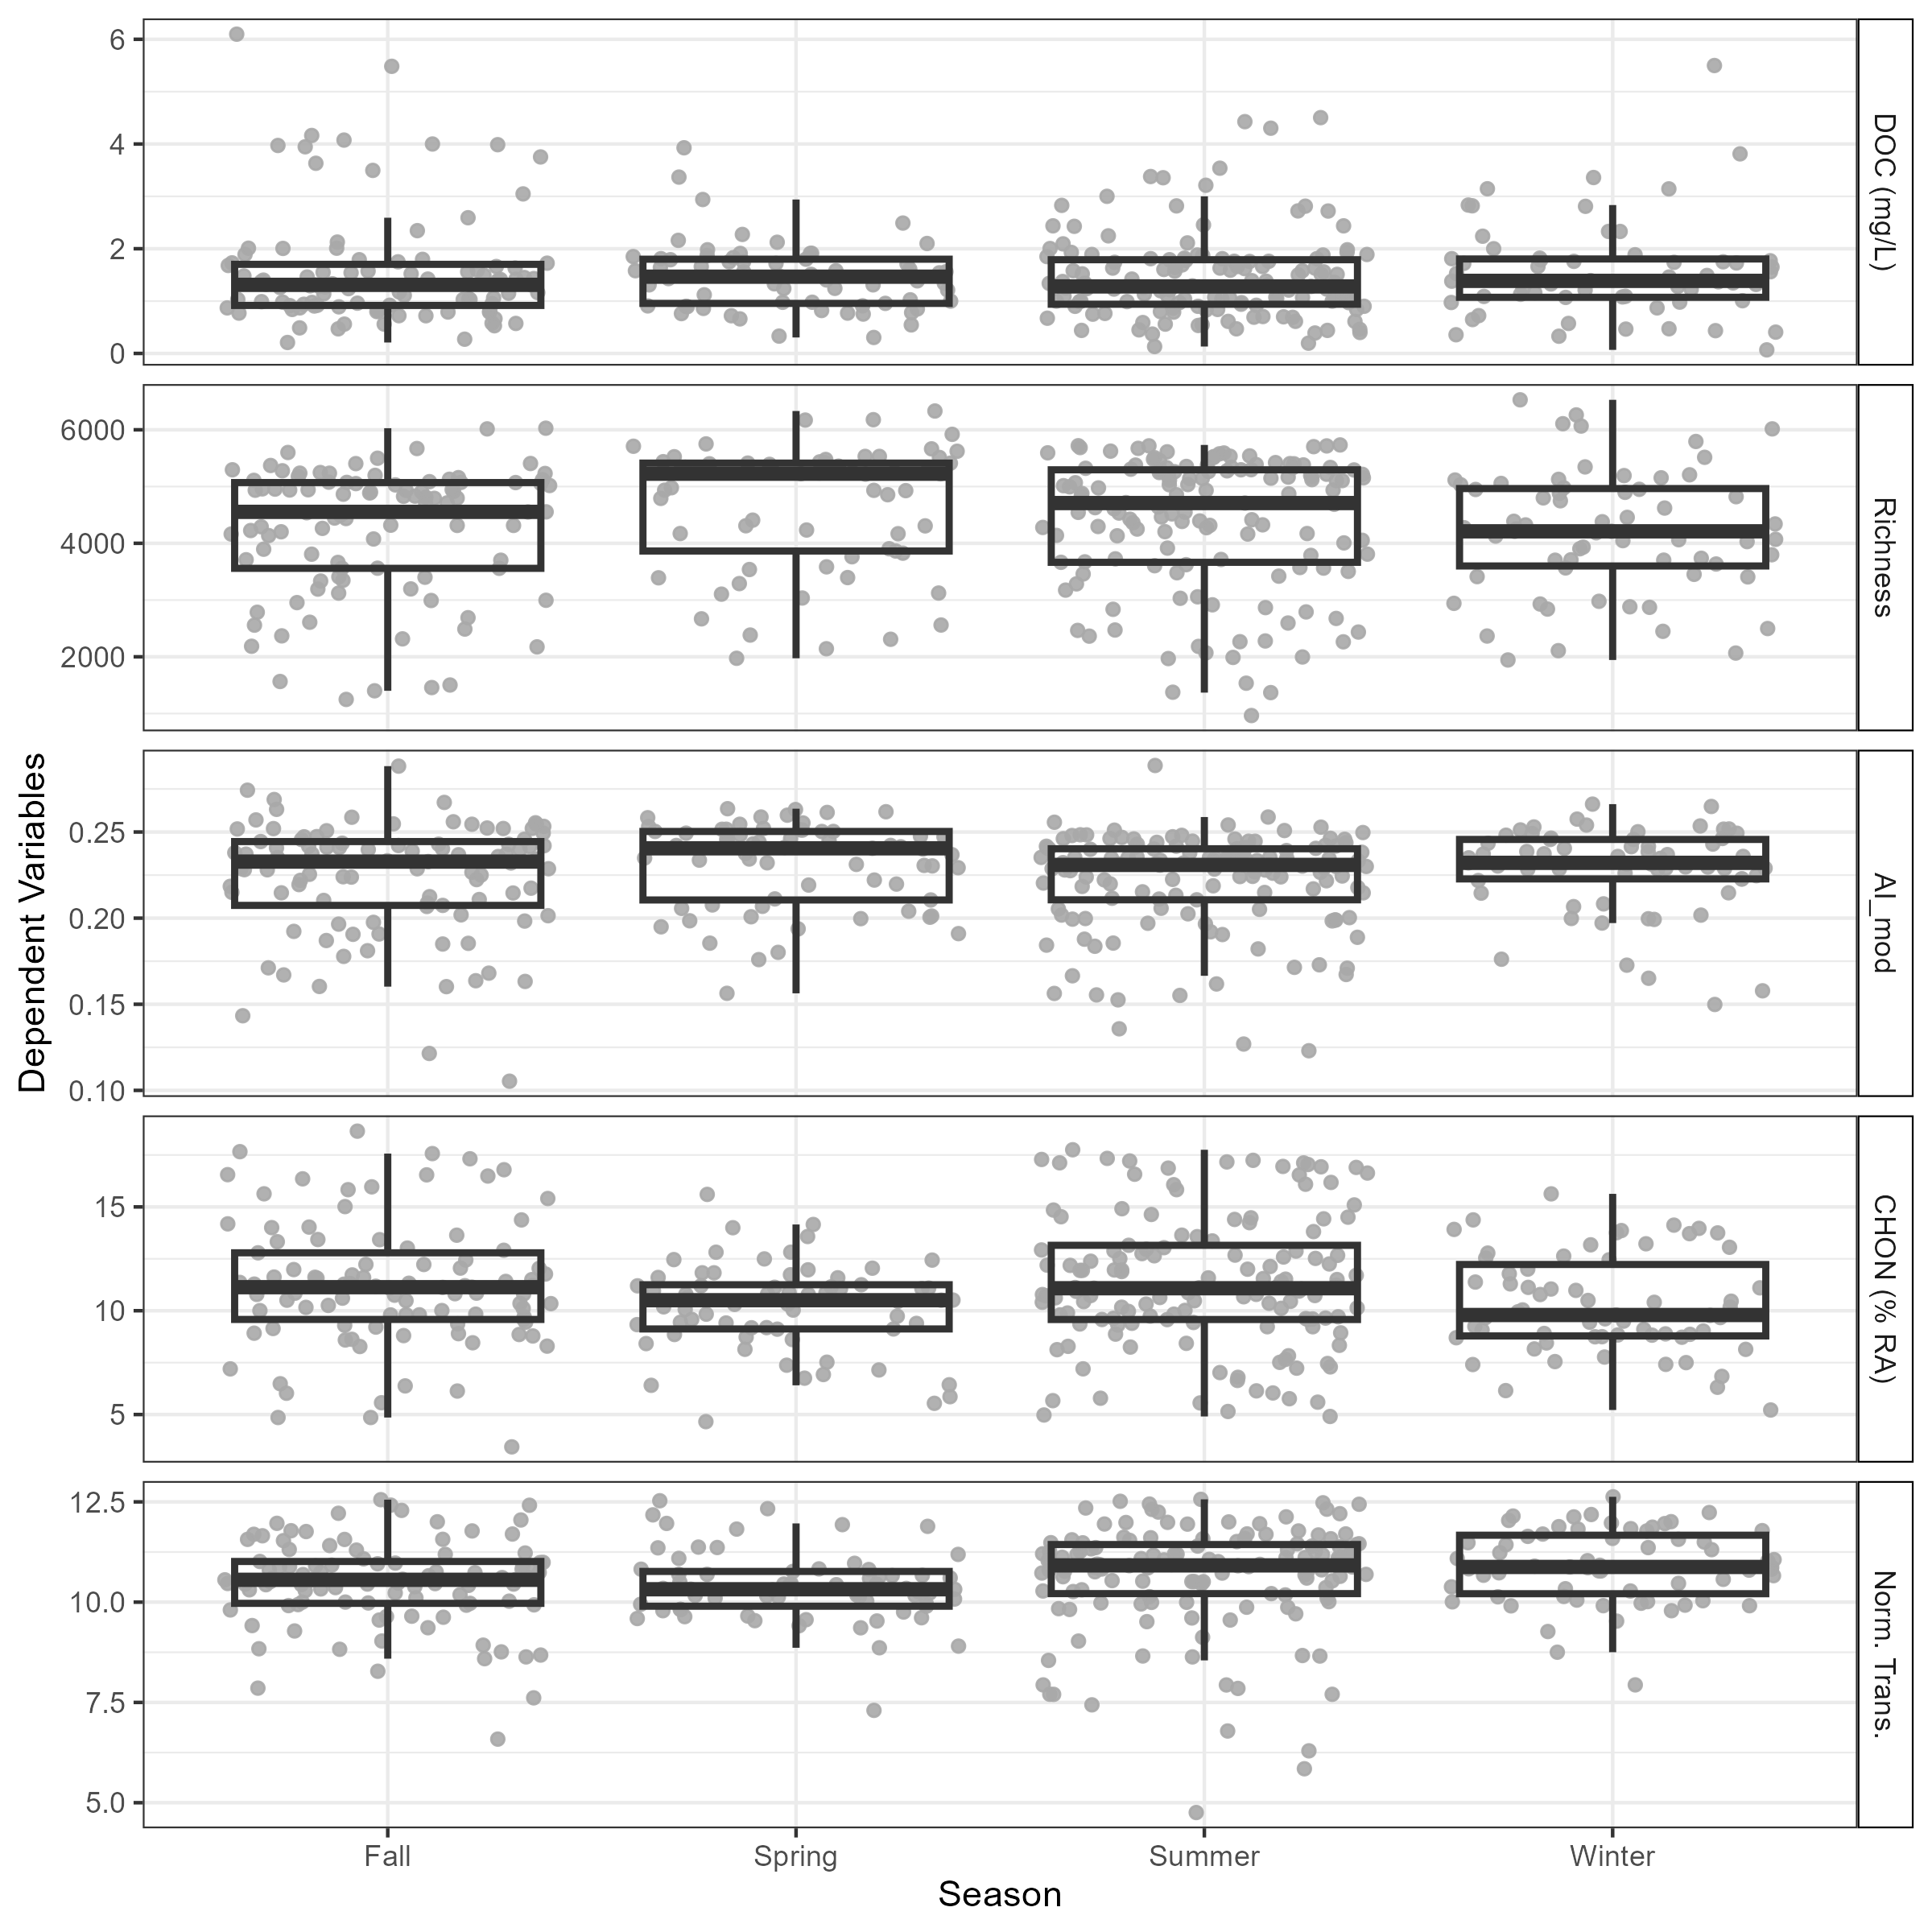 6
4
2
0
DOC (mg/L)
6000
4000
2000
Richness
0.25
0.20
0.15
0.10
AI_mod
Dependent Variables
15
10
5
CHON (% RA)
12.5
10.0
7.5
5.0
Norm. Trans.
Fall Spring Summer Winter
Season